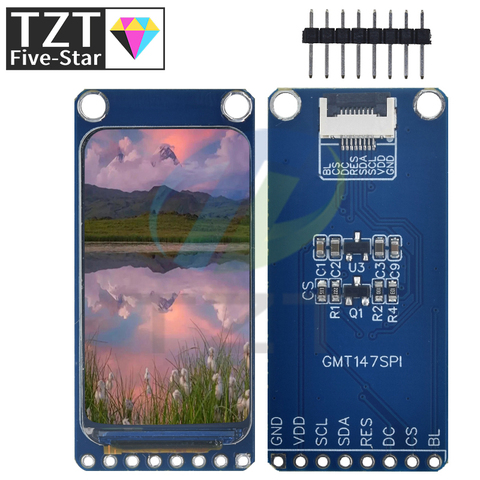 TZT
Five-Star
BL
CS
DC
RES
SDA
SCL
VDD
GND
C1
C2
U3
C3
C9
CS
R1
Q1
R2
R4
GMT147SPI
GND
VDD
SCL
SDA
RES
DC
CS
BL
TZT